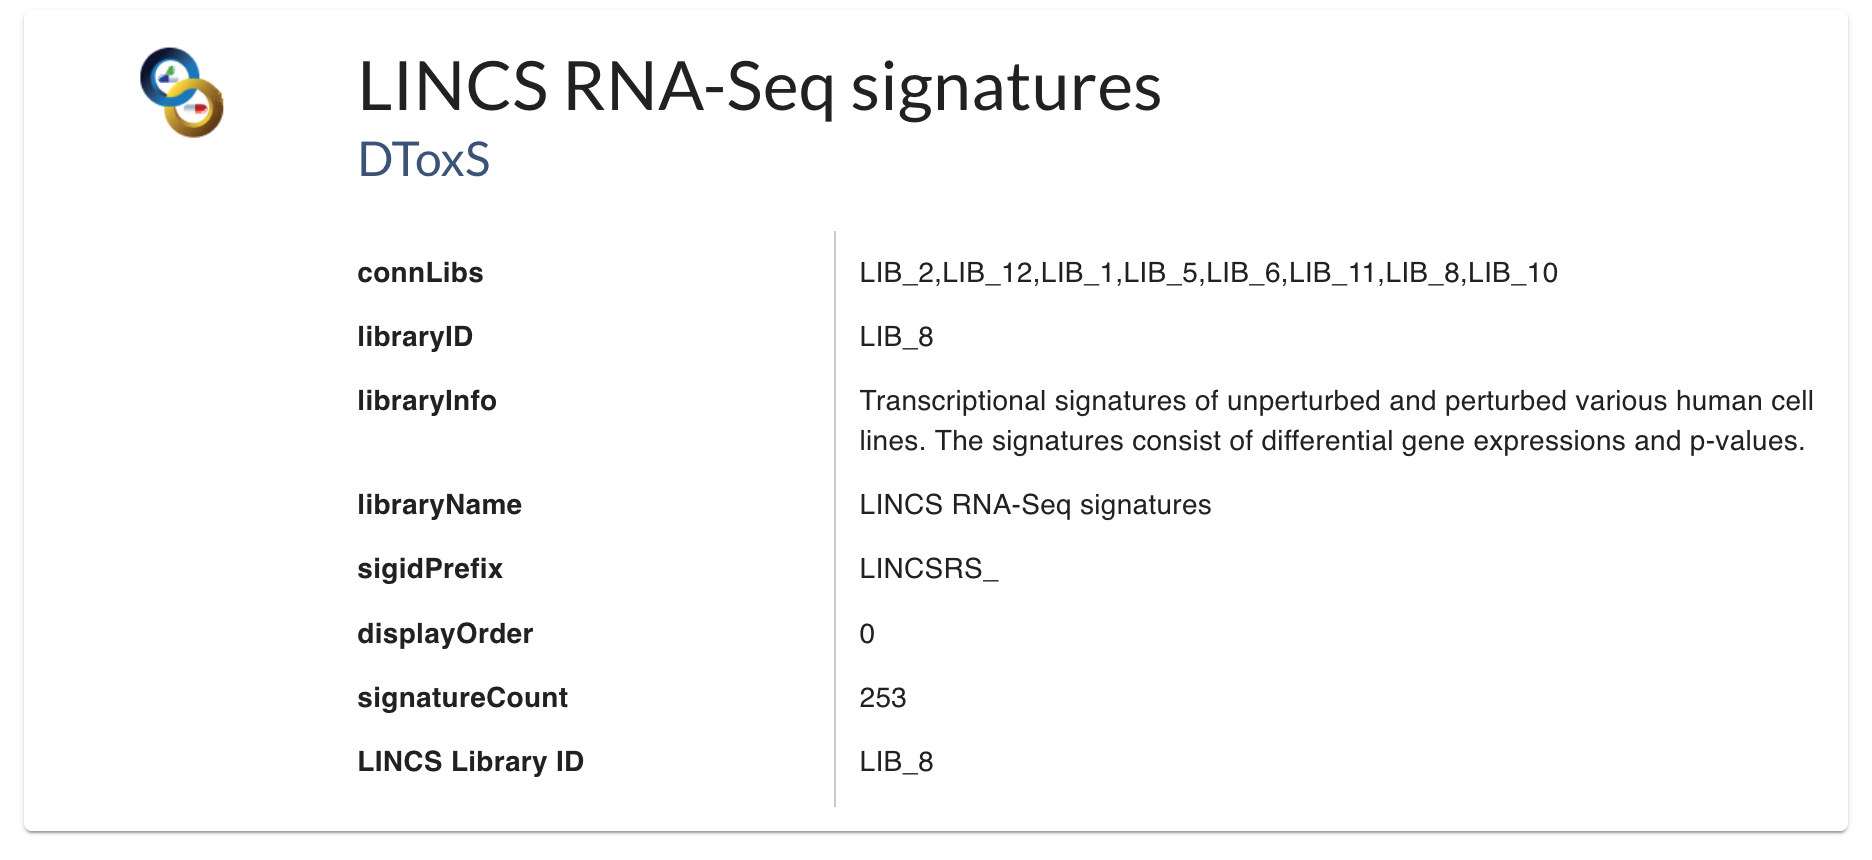 LINCS RNA-Seq signatures
DToxS
connLibs LIB_2,LIB_12,LIB_1,LIB_5,LIB_6,LIB_11,LIB_8,LIB_10
libraryID LIB_8
libraryInfo Transcriptional signatures of unperturbed and perturbed various human cell
lines. The signatures consist of differential gene expressions and p-values.
libraryName LINCS RNA-Seq signatures
sigidPrefix LINCSRS_
displayOrder 0
signatureCount 253
LINCS Library ID LIB_8